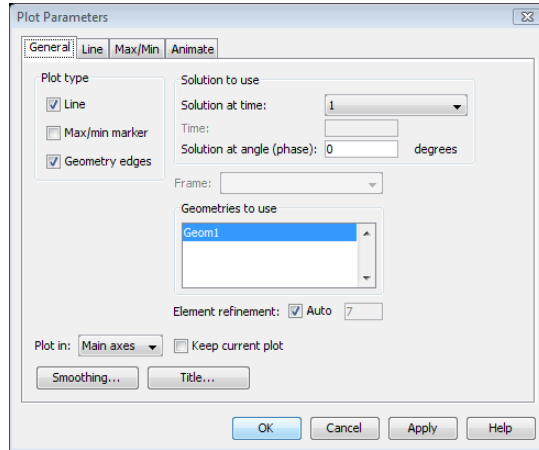 Plot Parameters
General Line Max/Min Animate
Plot type
Line
Max/min marker
Geometry edges
Solution to use
Solution at time: 1
Time:
Solution at angle (phase): 0 degrees
Frame:
Geometries to use
Geom1
Element refinement: Auto 7
Plot in: Main axes Keep current plot
Smoothing... Title...
OK Cancel Apply Help